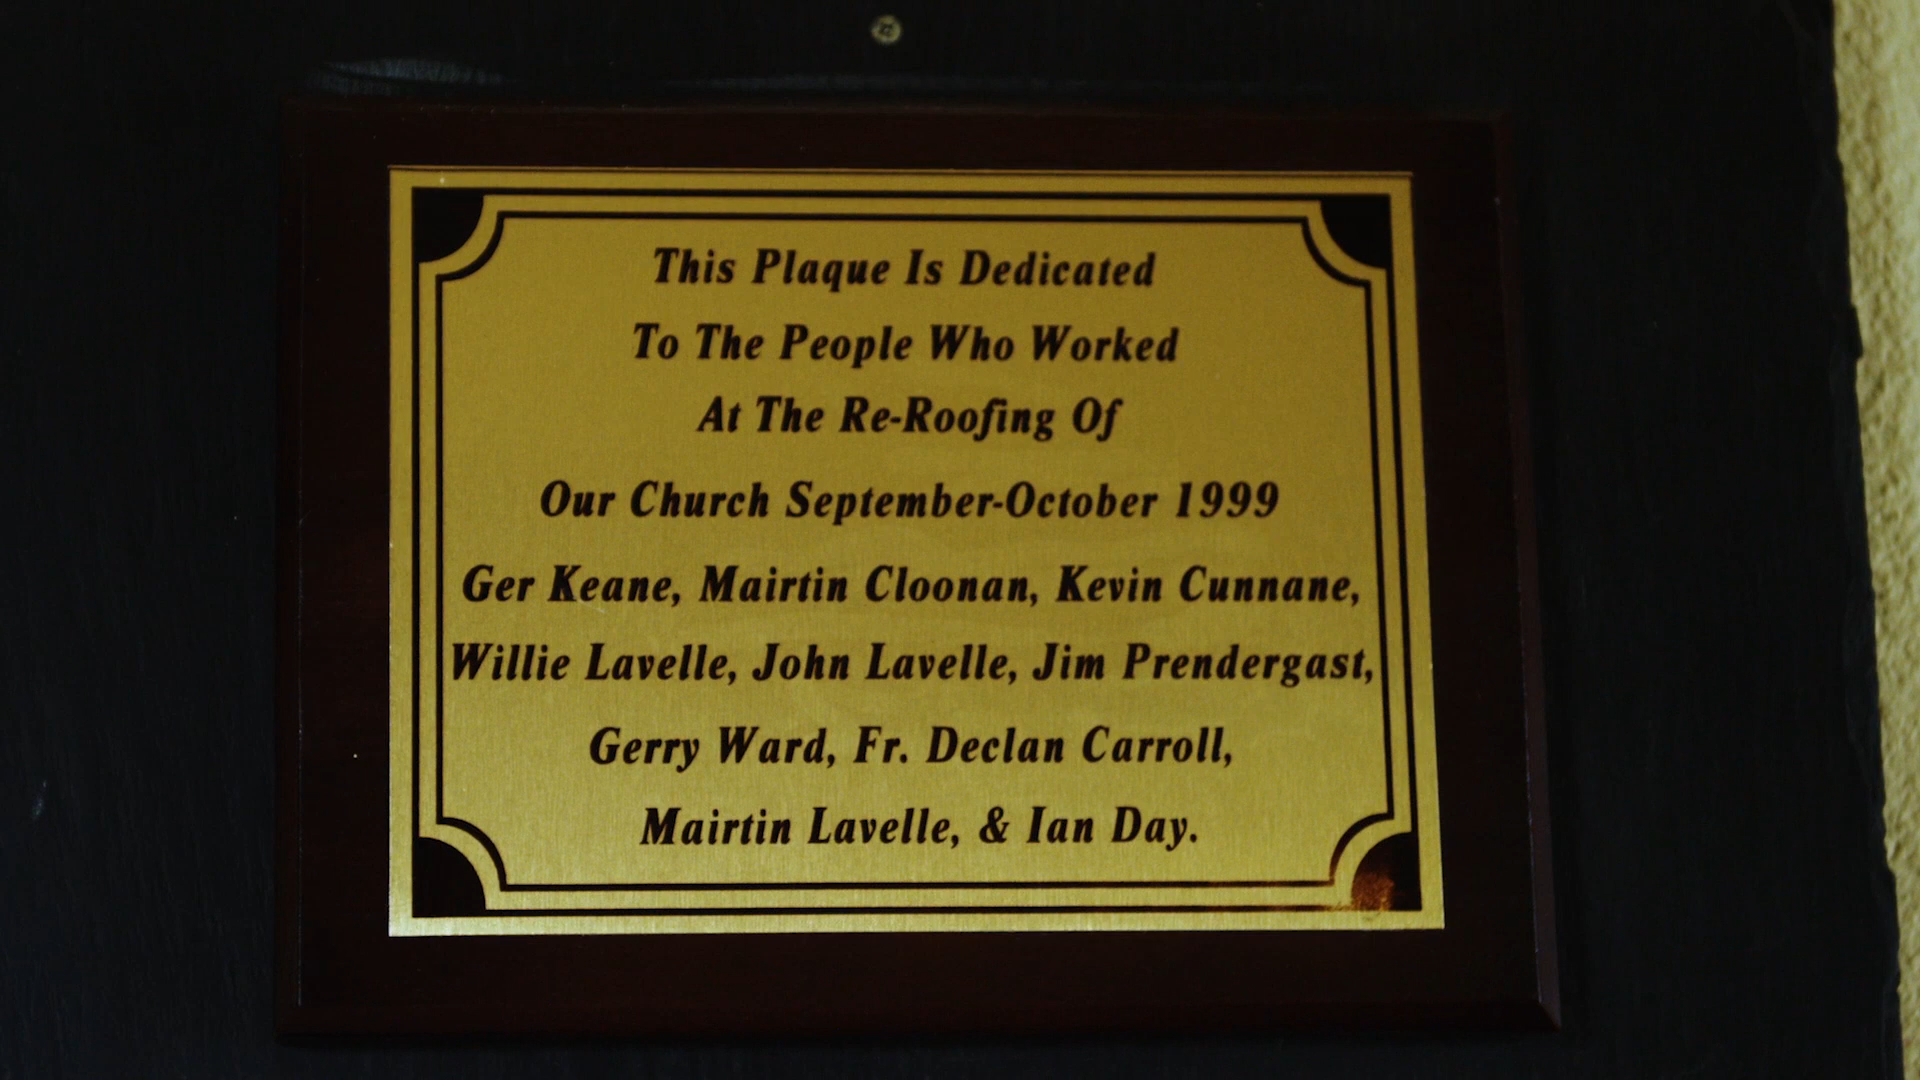 This Plaque Is Dedicated
To The People Who Worked
At The Re-Roofing Of
Our Church September-October 1999
Ger Keane, Mairtin Cloonan, Kevin Cunnane,
Willie Lavelle, John Lavelle, Jim Prendergast,
Gerry Ward, Fr. Declan Carroll,
Mairtin Lavelle, & Ian Day.